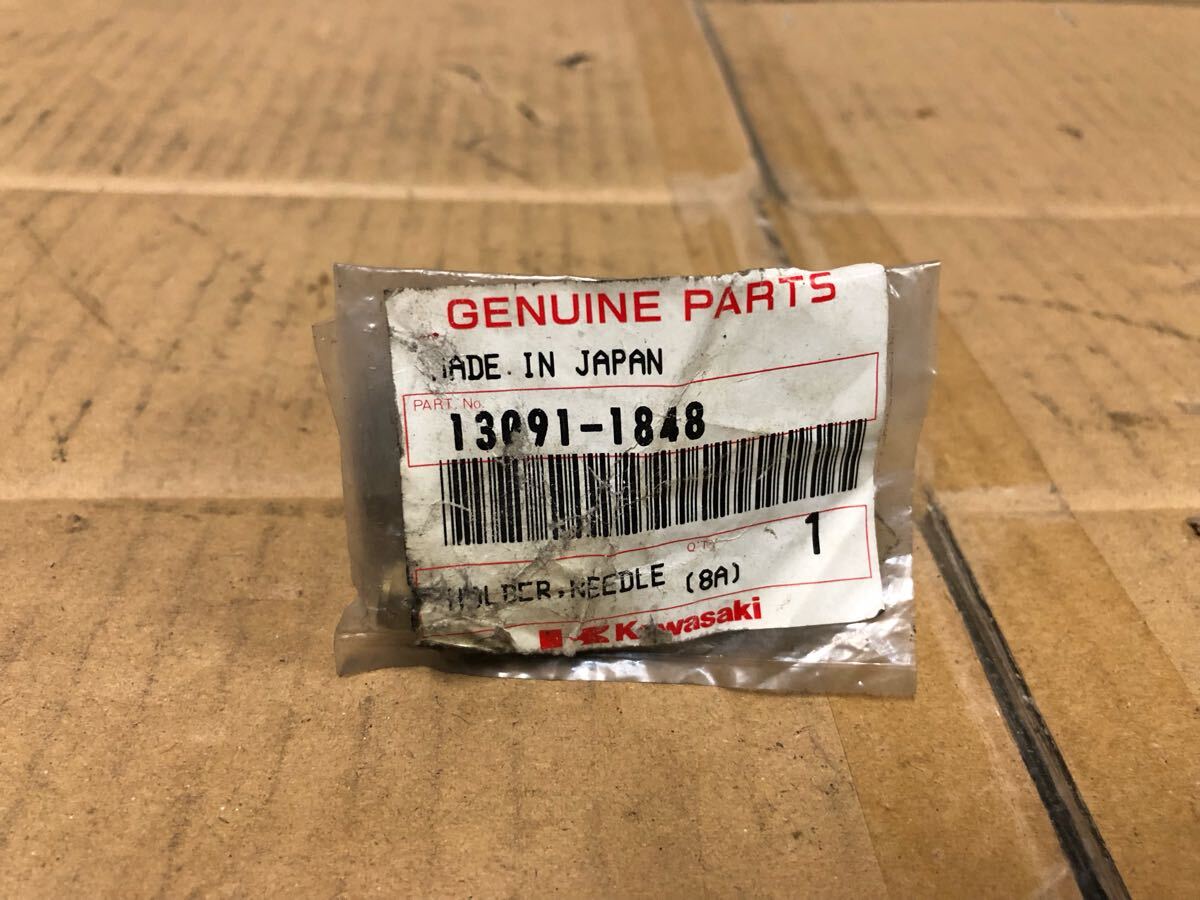 GENUINE PARTS
MADE IN JAPAN
PART. No.
13091-1848
Q'TY 1
HOLDER,NEEDLE (8A)
Kawasaki